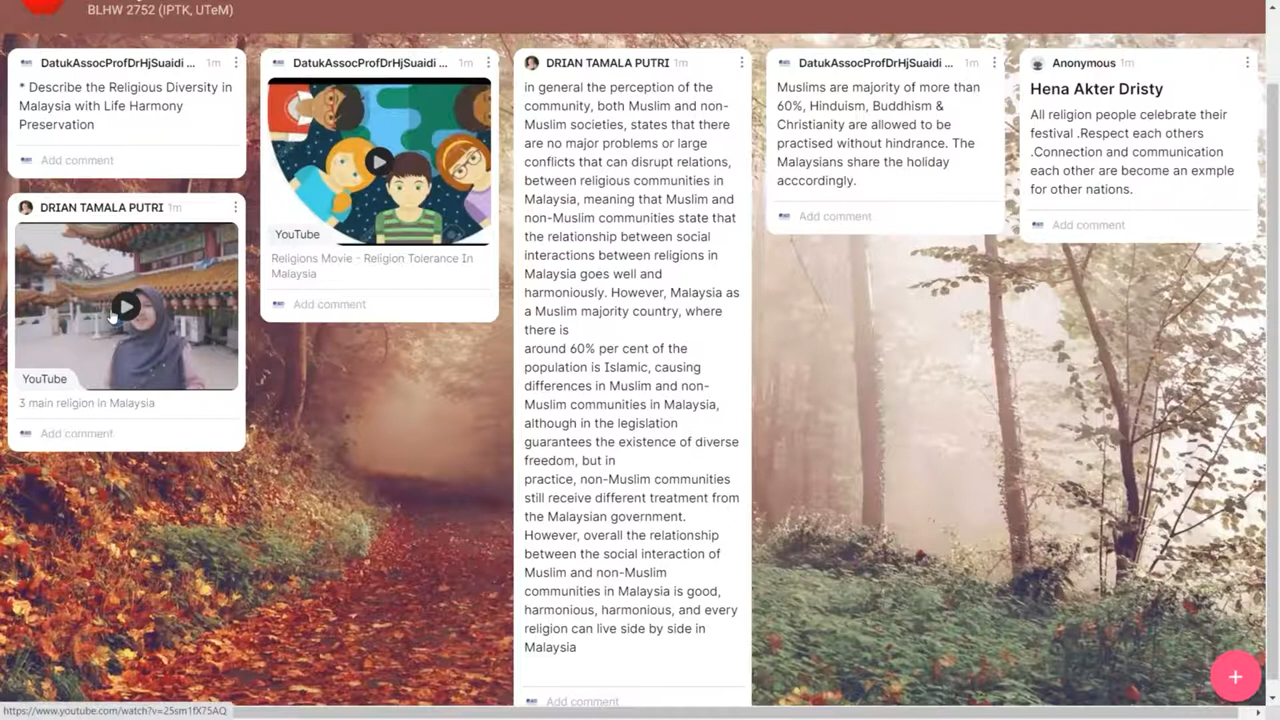 BLHW 2752 (IPTK, UTeM)
DatukAssocProfDrHjSuaidi ... 1m
* Describe the Religious Diversity in
Malaysia with Life Harmony
Preservation
Add comment
DRIAN TAMALA PUTRI 1m
YouTube
3 main religion in Malaysia
Add comment
DatukAssocProfDrHjSuaidi ... 1m
YouTube
Religions Movie - Religion Tolerance In
Malaysia
Add comment
DRIAN TAMALA PUTRI 1m
in general the perception of the
community, both Muslim and non-
Muslim societies, states that there
are no major problems or large
conflicts that can disrupt relations,
between religious communities in
Malaysia, meaning that Muslim and
non-Muslim communities state that
the relationship between social
interactions between religions in
Malaysia goes well and
harmoniously. However, Malaysia as
a Muslim majority country, where
there is
around 60% per cent of the
population is Islamic, causing
differences in Muslim and non-
Muslim communities in Malaysia,
although in the legislation
guarantees the existence of diverse
freedom, but in
practice, non-Muslim communities
still receive different treatment from
the Malaysian government.
However, overall the relationship
between the social interaction of
Muslim and non-Muslim
communities in Malaysia is good,
harmonious, harmonious, and every
religion can live side by side in
Malaysia
Add comment
DatukAssocProfDrHjSuaidi ... 1m
Muslims are majority of more than
60%, Hinduism, Buddhism &
Christianity are allowed to be
practised without hindrance. The
Malaysians share the holiday
acccordingly.
Add comment
Anonymous 1m
Hena Akter Dristy
All religion people celebrate their
festival .Respect each others
.Connection and communication
each other are become an exmple
for other nations.
Add comment
https://www.youtube.com/watch?v=25sm1fX75AQ